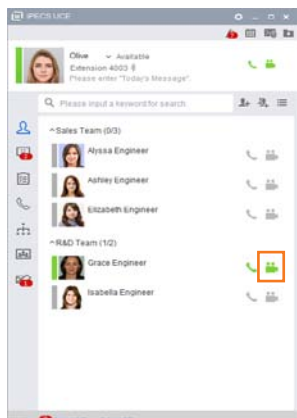 iPECS UCE
Olive Available
Extension 4003
Please enter "Today's Message".
Please input a keyword for search
Sales Team (0/3)
Alyssa Engineer
Ashley Engineer
Elizabeth Engineer
R&D Team (1/2)
Grace Engineer
Isabella Engineer